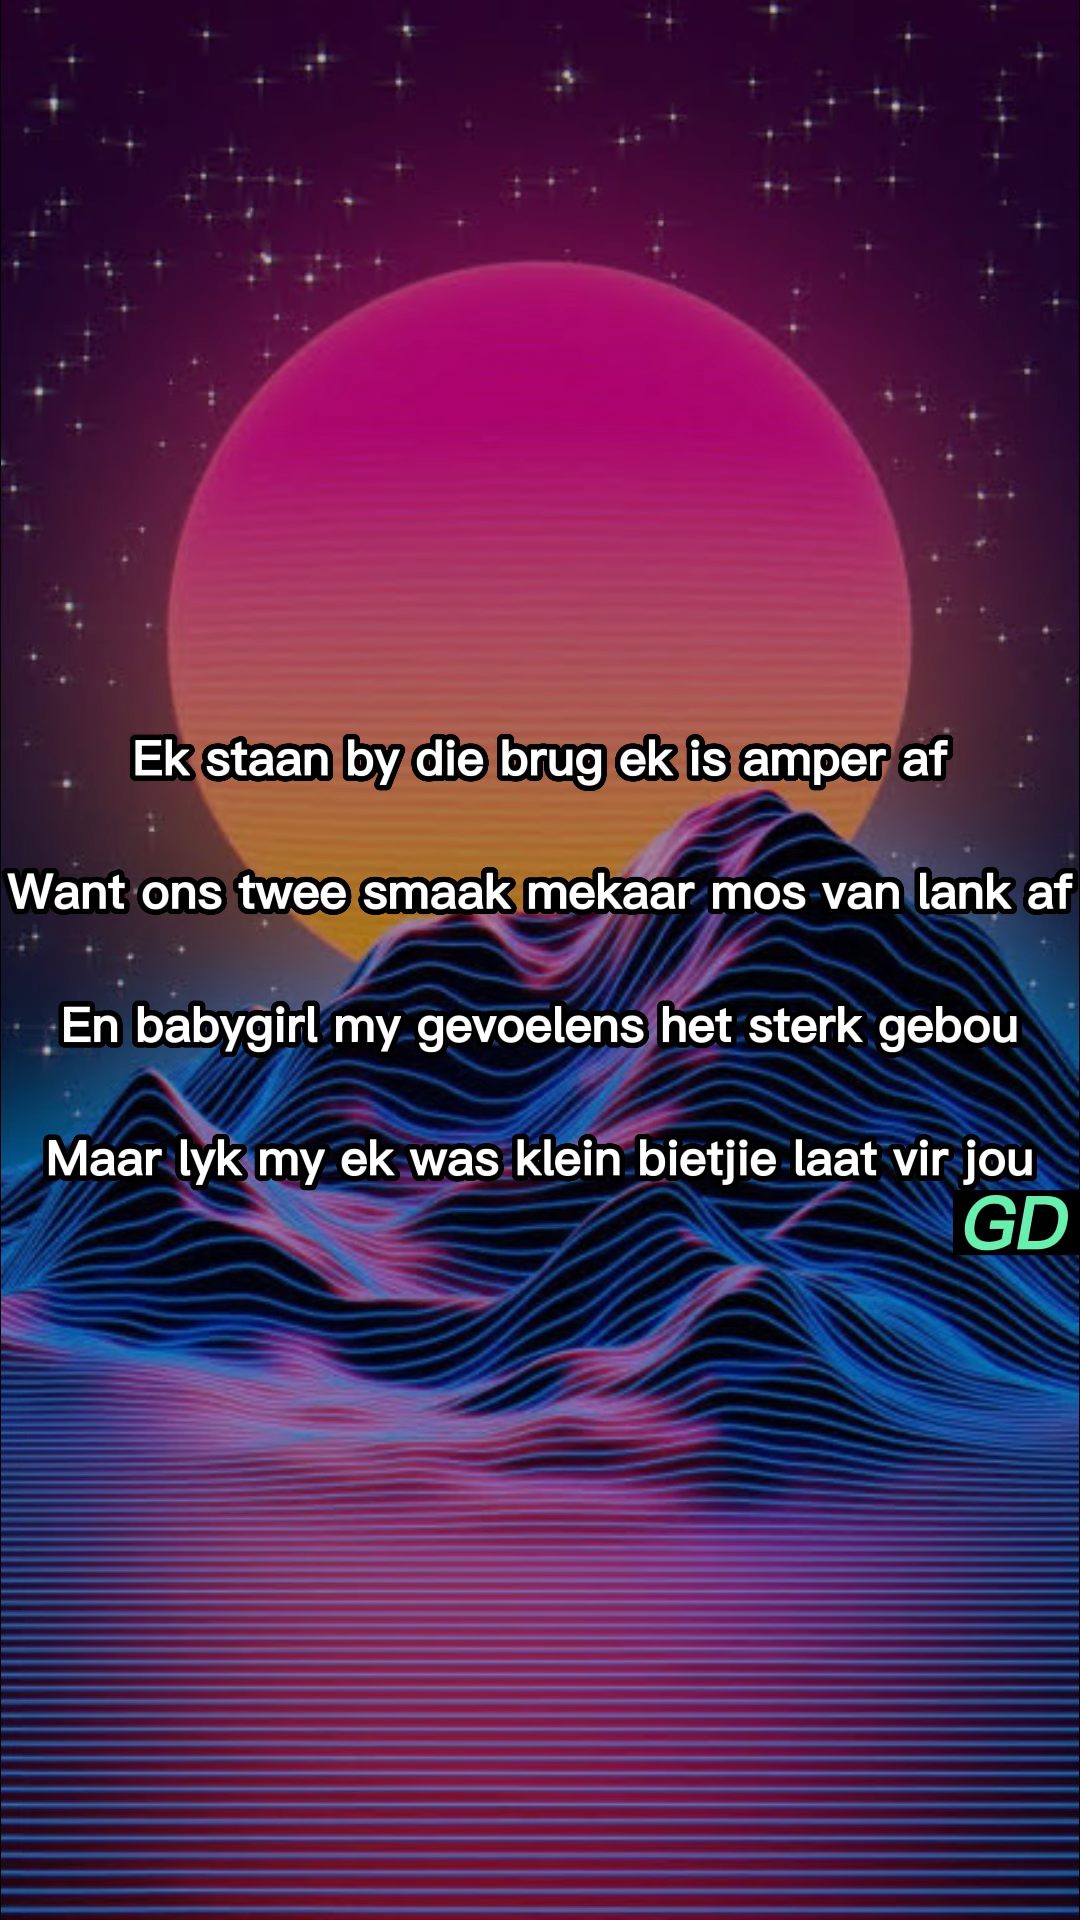 Ek staan by die brug ek is amper af
Want ons twee smaak mekaar mos van lank af
En babygirl my gevoelens het sterk gebou
Maar lyk my ek was klein bietjie laat vir jou
GD